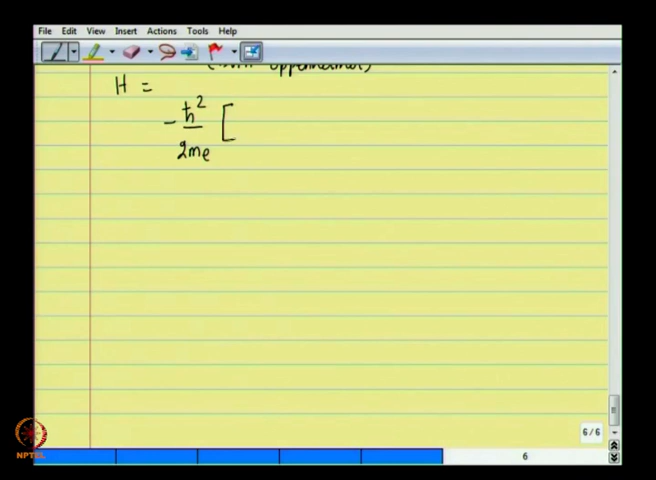 File Edit View Insert Actions Tools Help
H =
- ħ² [
2me
6/6
NPTEL
6